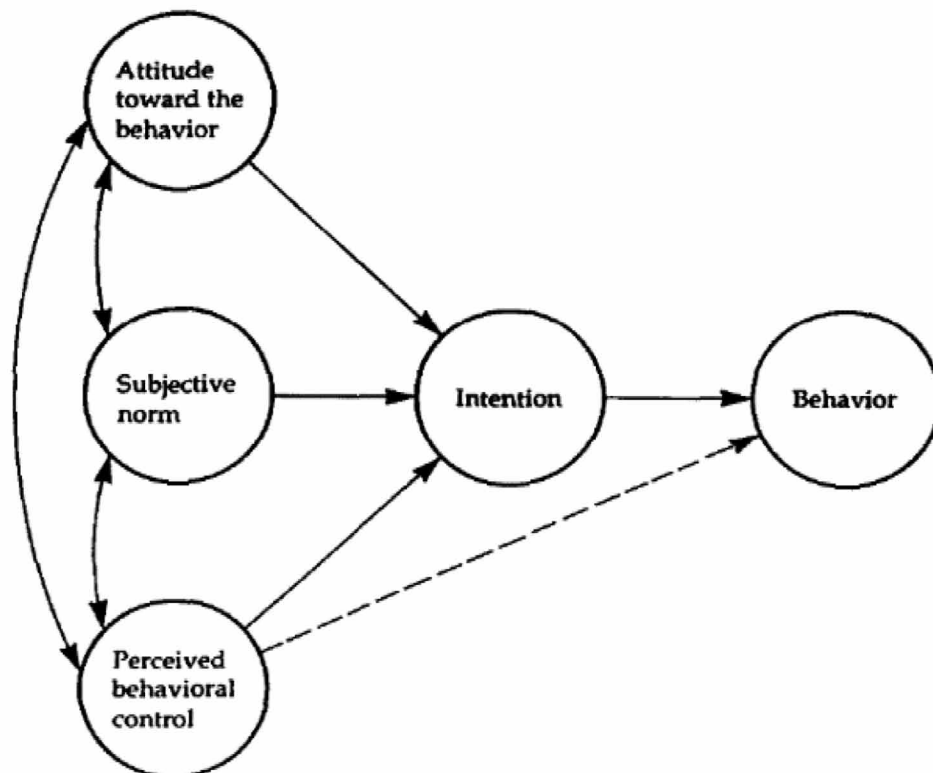 Attitude
toward the
behavior
Subjective
norm
Intention
Behavior
Perceived
behavioral
control